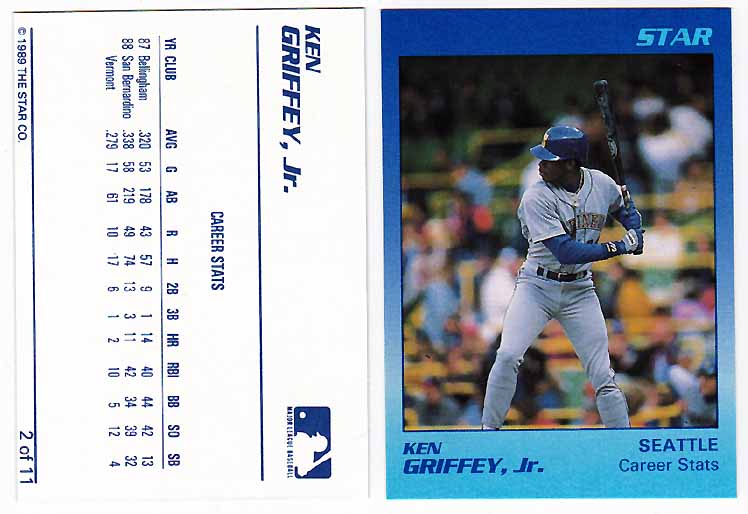 KEN
GRIFFEY, Jr.
CAREER STATS
YR CLUB AVG G AB R H 2B 3B HR RBI BB SO SB
87 Bellingham .320 53 178 43 57 9 1 14 40 44 42 13
88 San Bernardino .338 58 219 49 74 13 3 11 42 34 39 32
Vermont .279 17 61 10 17 6 1 2 10 5 12 4
© 1989 THE STAR CO.
2 of 11
MAJOR LEAGUE BASEBALL
STAR
KEN
GRIFFEY, Jr.
SEATTLE
Career Stats